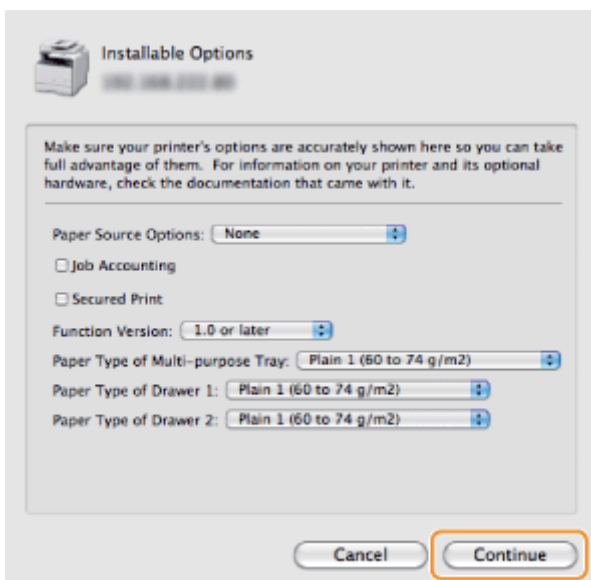 Installable Options
Make sure your printer's options are accurately shown here so you can take
full advantage of them. For information on your printer and its optional
hardware, check the documentation that came with it.
Paper Source Options: None
Job Accounting
Secured Print
Function Version: 1.0 or later
Paper Type of Multi-purpose Tray: Plain 1 (60 to 74 g/m2)
Paper Type of Drawer 1: Plain 1 (60 to 74 g/m2)
Paper Type of Drawer 2: Plain 1 (60 to 74 g/m2)
Cancel Continue